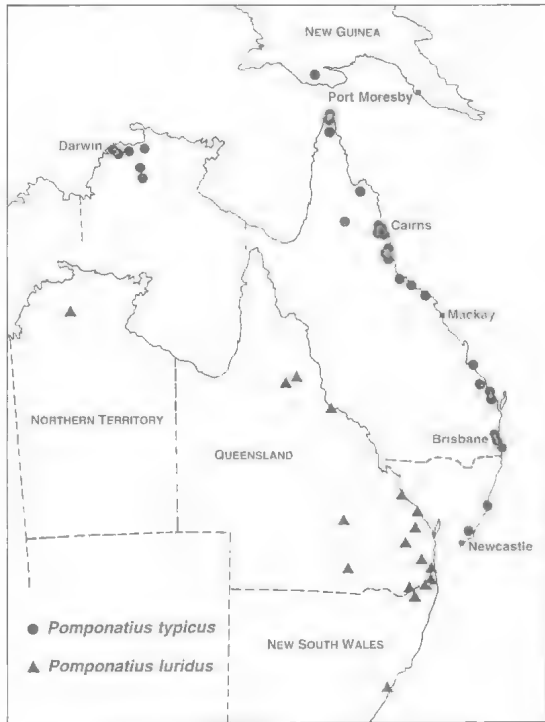 NEW GUINEA
Port Moresby
Darwin
Cairns
Mackay
NORTHERN TERRITORY
QUEENSLAND
Brisbane
Newcastle
Pomponatius typicus
Pomponatius luridus
NEW SOUTH WALES